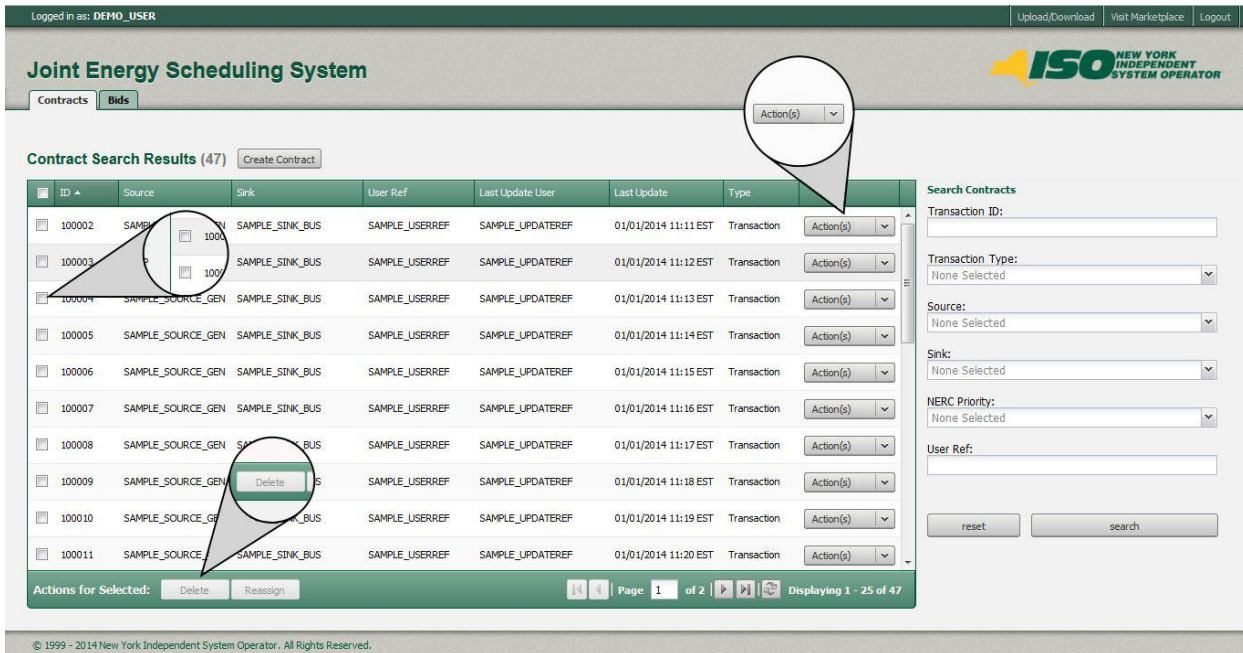 Logged in as: DEMO_USER
Upload/Download Visit Marketplace Logout
Joint Energy Scheduling System
ISO NEW YORK INDEPENDENT SYSTEM OPERATOR
Contracts Bids
Action(s)
Contract Search Results (47) Create Contract
ID Source Sink User Ref Last Update User Last Update Type
100002 SAMPLE_SINK_BUS SAMPLE_USERREF SAMPLE_UPDATEREF 01/01/2014 11:11 EST Transaction Action(s)
100003 SAMPLE_SINK_BUS SAMPLE_USERREF SAMPLE_UPDATEREF 01/01/2014 11:12 EST Transaction Action(s)
100004 SAMPLE_SOURCE_GEN SAMPLE_SINK_BUS SAMPLE_USERREF SAMPLE_UPDATEREF 01/01/2014 11:13 EST Transaction Action(s)
100005 SAMPLE_SOURCE_GEN SAMPLE_SINK_BUS SAMPLE_USERREF SAMPLE_UPDATEREF 01/01/2014 11:14 EST Transaction Action(s)
100006 SAMPLE_SOURCE_GEN SAMPLE_SINK_BUS SAMPLE_USERREF SAMPLE_UPDATEREF 01/01/2014 11:15 EST Transaction Action(s)
100007 SAMPLE_SOURCE_GEN SAMPLE_SINK_BUS SAMPLE_USERREF SAMPLE_UPDATEREF 01/01/2014 11:16 EST Transaction Action(s)
100008 SAMPLE_SOURCE_GEN SAMPLE_USERREF SAMPLE_UPDATEREF 01/01/2014 11:17 EST Transaction Action(s)
100009 SAMPLE_SOURCE_GEN Delete SAMPLE_USERREF SAMPLE_UPDATEREF 01/01/2014 11:18 EST Transaction Action(s)
100010 SAMPLE_USERREF SAMPLE_UPDATEREF 01/01/2014 11:19 EST Transaction Action(s)
100011 SAMPLE_SOURCE_ SAMPLE_SINK_BUS SAMPLE_USERREF SAMPLE_UPDATEREF 01/01/2014 11:20 EST Transaction Action(s)
Actions for Selected: Delete Reassign Page 1 of 2 Displaying 1 - 25 of 47
Search Contracts
Transaction ID:
Transaction Type:
None Selected
Source:
None Selected
Sink:
None Selected
NERC Priority:
None Selected
User Ref:
reset search
© 1999 - 2014 New York Independent System Operator. All Rights Reserved.